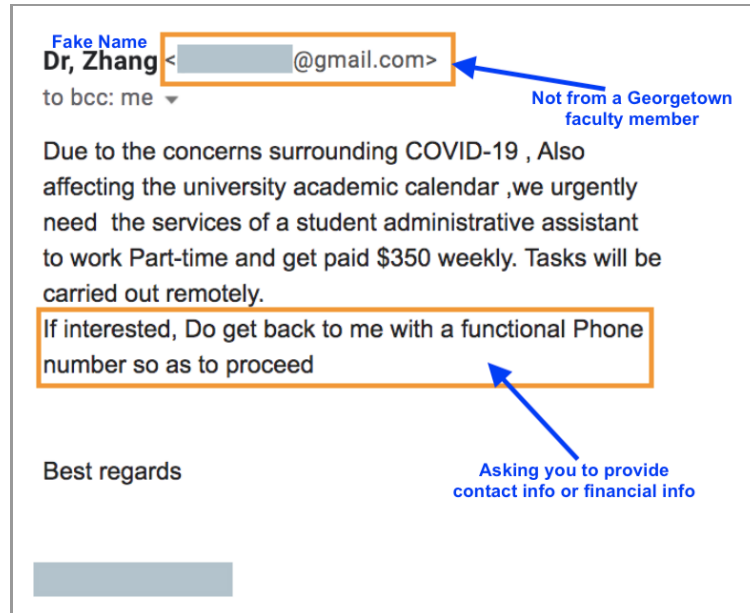 Fake Name
Dr, Zhang < @gmail.com>
to bcc: me
Not from a Georgetown
faculty member
Due to the concerns surrounding COVID-19 , Also
affecting the university academic calendar ,we urgently
need  the services of a student administrative assistant
to work Part-time and get paid $350 weekly. Tasks will be
carried out remotely.
If interested, Do get back to me with a functional Phone
number so as to proceed
Asking you to provide
contact info or financial info
Best regards